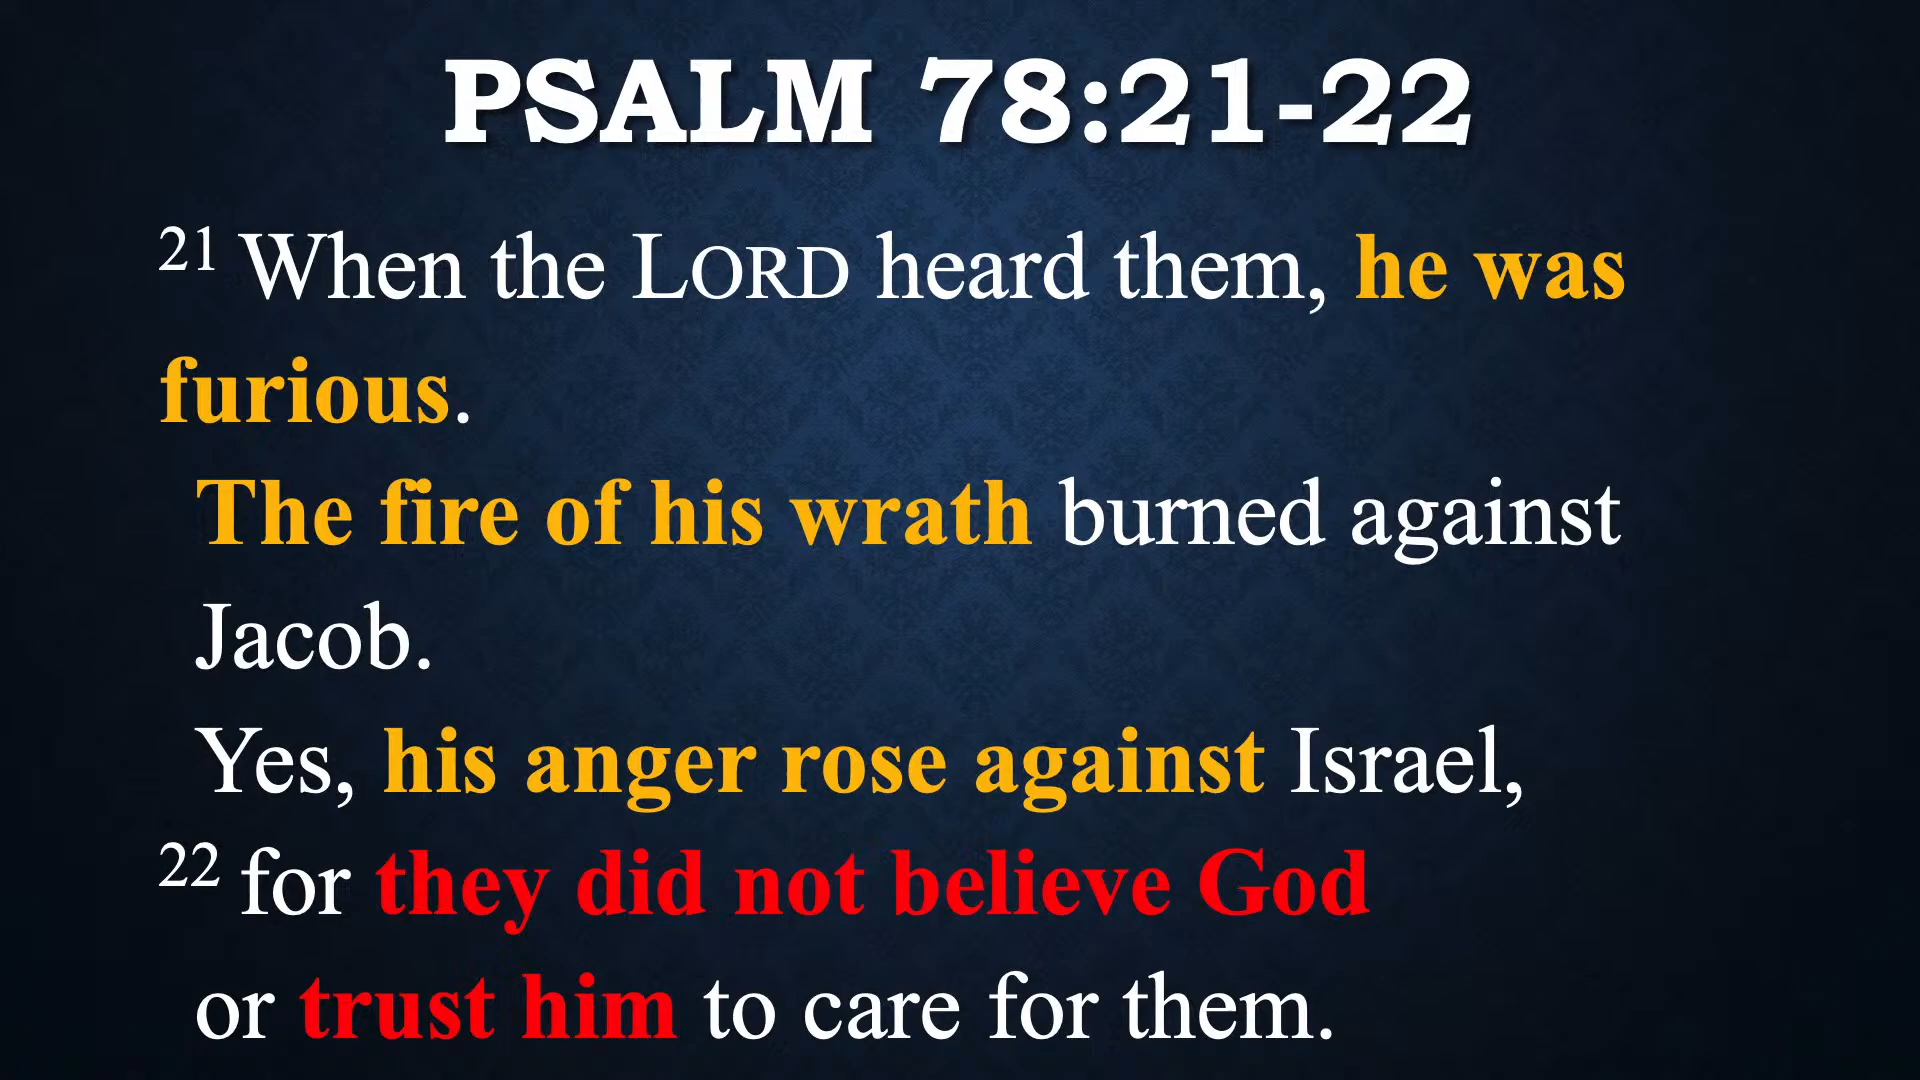 PSALM 78:21-22
21 When the LORD heard them, he was
furious.
The fire of his wrath burned against
Jacob.
Yes, his anger rose against Israel,
22 for they did not believe God
or trust him to care for them.